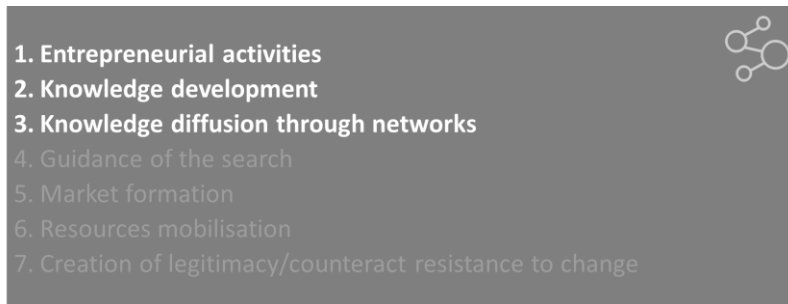 1. Entrepreneurial activities
2. Knowledge development
3. Knowledge diffusion through networks
4. Guidance of the search
5. Market formation
6. Resources mobilisation
7. Creation of legitimacy/counteract resistance to change